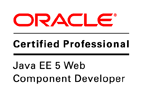 ORACLE®
Certified Professional
Java EE 5 Web
Component Developer